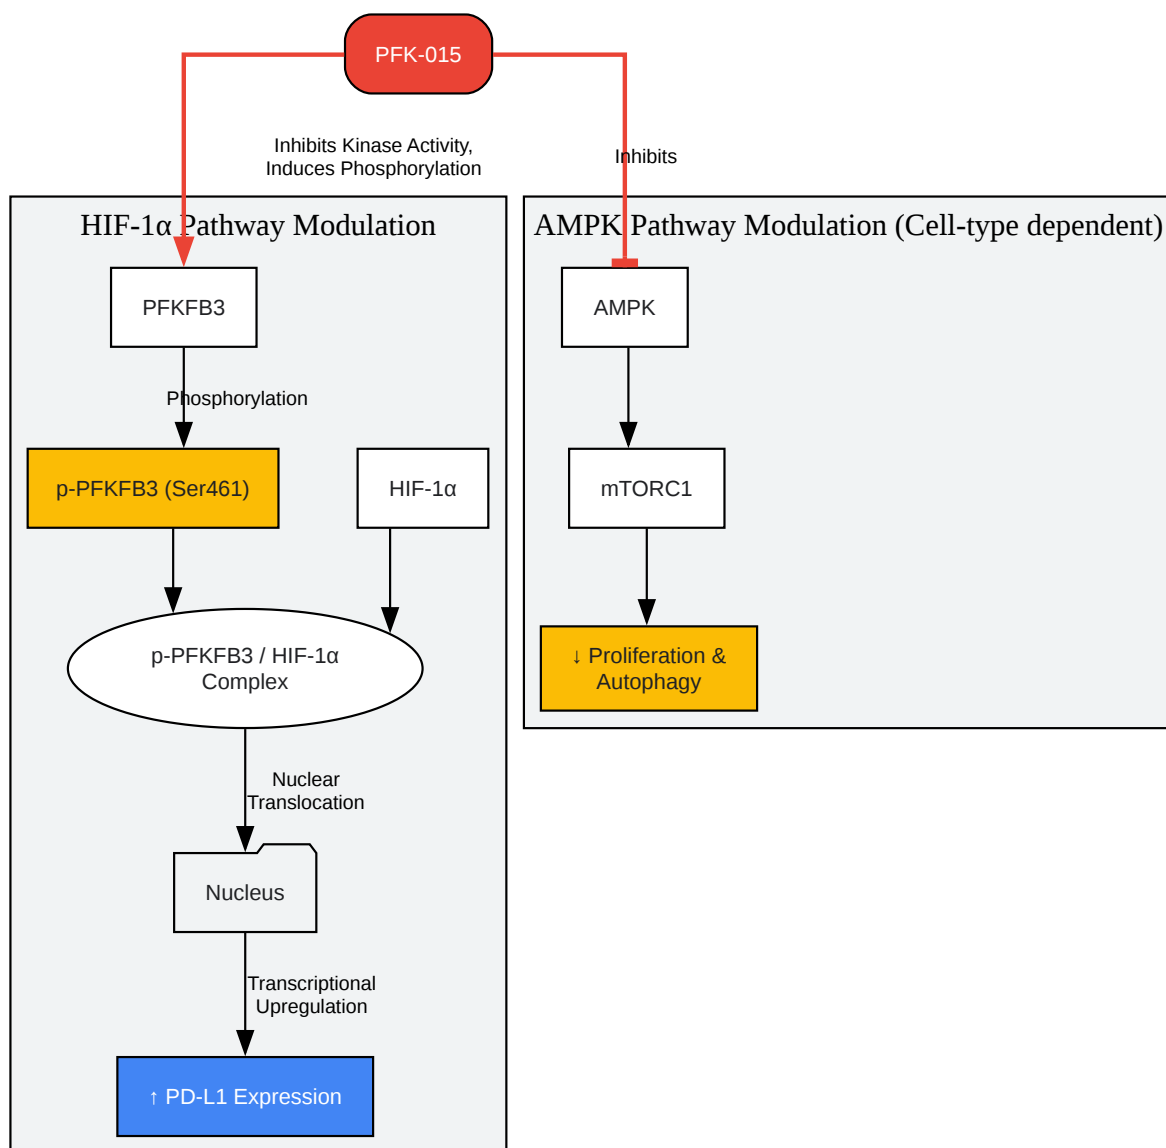 PFK-015
Inhibits Kinase Activity,
Induces Phosphorylation
Inhibits
HIF-1α Pathway Modulation
PFKFB3
Phosphorylation
p-PFKFB3 (Ser461)
HIF-1α
p-PFKFB3 / HIF-1α
Complex
Nuclear
Translocation
Nucleus
Transcriptional
Upregulation
↑ PD-L1 Expression
AMPK Pathway Modulation (Cell-type dependent)
AMPK
mTORC1
↓ Proliferation &
Autophagy